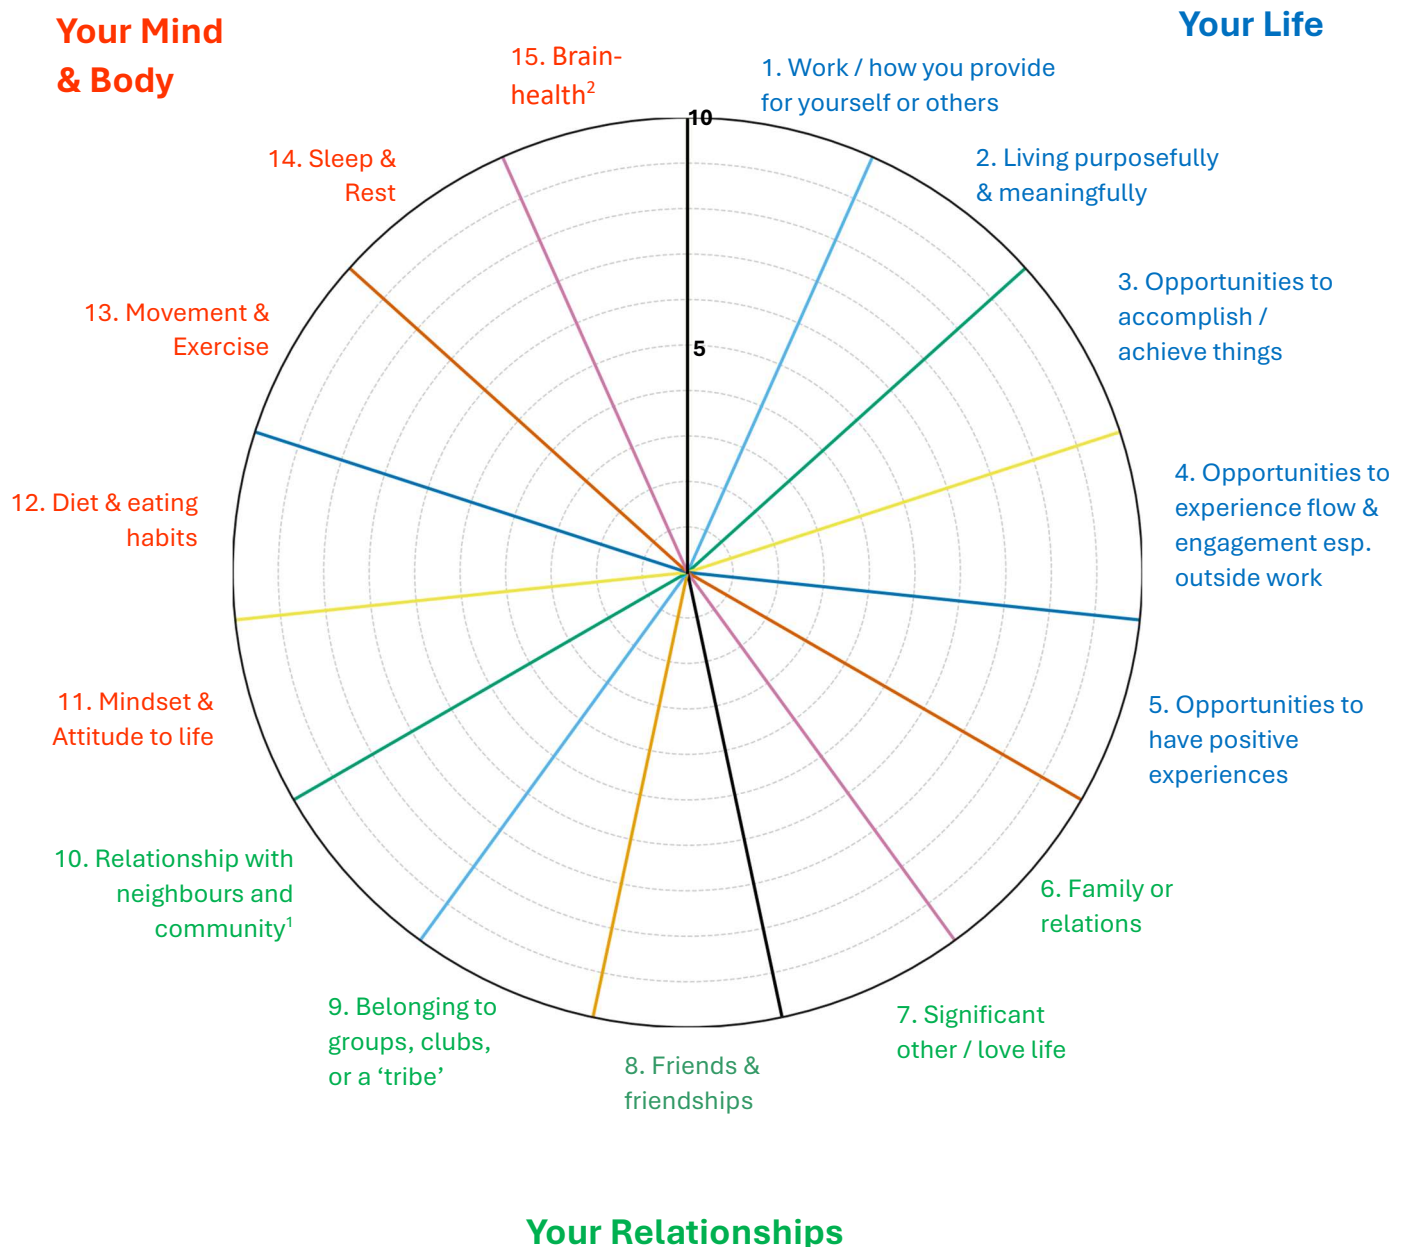 Your Mind
& Body
Your Life
15. Brain-
health²
1. Work / how you provide
for yourself or others
10
14. Sleep &
Rest
2. Living purposefully
& meaningfully
3. Opportunities to
accomplish /
achieve things
13. Movement &
Exercise
5
4. Opportunities to
experience flow &
engagement esp.
outside work
12. Diet & eating
habits
11. Mindset &
Attitude to life
5. Opportunities to
have positive
experiences
10. Relationship with
neighbours and
community¹
6. Family or
relations
9. Belonging to
groups, clubs,
or a ‘tribe’
7. Significant
other / love life
8. Friends &
friendships
Your Relationships